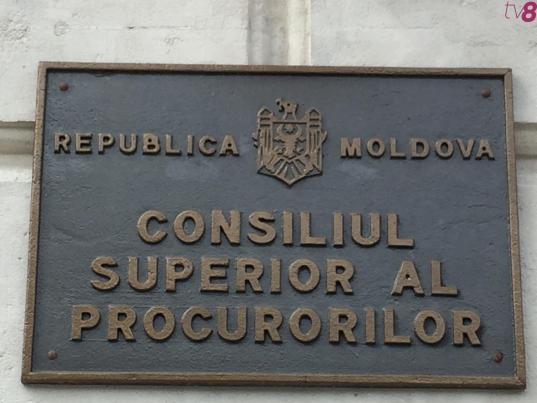 tv8
REPUBLICA MOLDOVA
CONSILIUL
SUPERIOR AL
PROCURORILOR